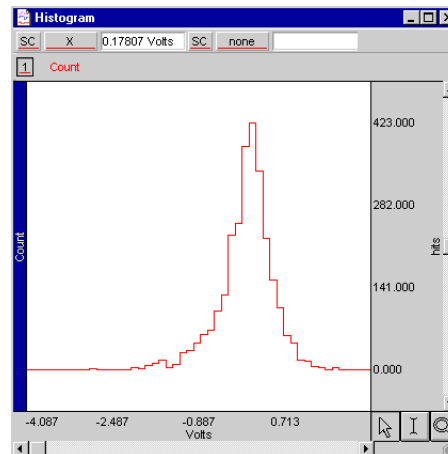 Histogram
SC X 0.17807 Volts SC none
1 Count
423.000
282.000
141.000
0.000
hits
Count
-4.087 -2.487 -0.887 0.713
Volts